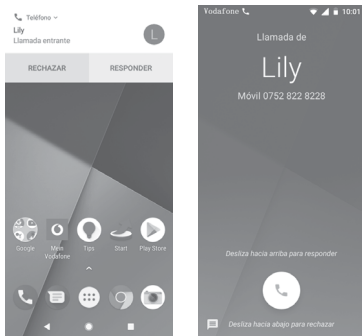 Teléfono
Lily
Llamada entrante
L
RECHAZAR
RESPONDER
Google
Mein Vodafone
Tips
Start
Play Store
Vodafone
10:01
Llamada de
Lily
Móvil 0752 822 8228
Desliza hacia arriba para responder
Desliza hacia abajo para rechazar